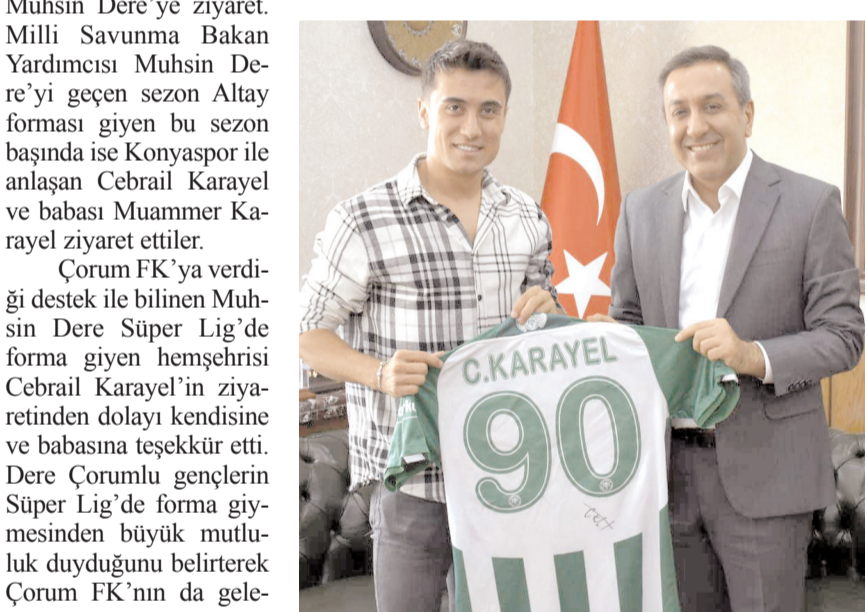 Muhsin Dere'ye ziyaret.
Milli Savunma Bakan
Yardımcısı Muhsin De-
re'yi geçen sezon Altay
forması giyen bu sezon
başında ise Konyaspor ile
anlaşan Cebrail Karayel
ve babası Muammer Ka-
rayel ziyaret ettiler.
Çorum FK'ya verdi-
ği destek ile bilinen Muh-
sin Dere Süper Lig'de
forma giyen hemşehrisi
Cebrail Karayel'in ziya-
retinden dolayı kendisine
ve babasına teşekkür etti.
Dere Çorumlu gençlerin
Süper Lig'de forma giy-
mesinden büyük mutlu-
luk duyduğunu belirterek
Çorum FK'nın da gele-
C.KARAYEL
90